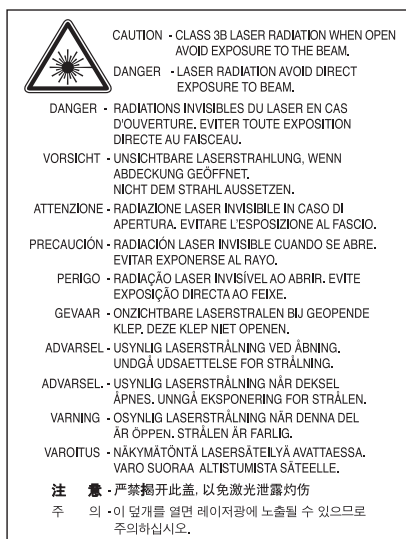 CAUTION - CLASS 3B LASER RADIATION WHEN OPEN
AVOID EXPOSURE TO THE BEAM.
DANGER - LASER RADIATION AVOID DIRECT
EXPOSURE TO BEAM.
DANGER - RADIATIONS INVISIBLES DU LASER EN CAS
D'OUVERTURE. EVITER TOUTE EXPOSITION
DIRECTE AU FAISCEAU.
VORSICHT - UNSICHTBARE LASERSTRAHLUNG, WENN
ABDECKUNG GEÖFFNET.
NICHT DEM STRAHL AUSSETZEN.
ATTENZIONE - RADIAZIONE LASER INVISIBILE IN CASO DI
APERTURA. EVITARE L'ESPOSIZIONE AL FASCIO.
PRECAUCIÓN - RADIACIÓN LASER INVISIBLE CUANDO SE ABRE.
EVITAR EXPONERSE AL RAYO.
PERIGO - RADIAÇÃO LASER INVISÍVEL AO ABRIR. EVITE
EXPOSIÇÃO DIRECTA AO FEIXE.
GEVAAR - ONZICHTBARE LASERSTRALEN BIJ GEOPENDE
KLEP. DEZE KLEP NIET OPENEN.
ADVARSEL - USYNLIG LASERSTRÅLNING VED ÅBNING.
UNDGÅ UDSAETTELSE FOR STRÅLNING.
ADVARSEL. - USYNLIG LASERSTRÅLNING NÅR DEKSEL
ÅPNES. UNNGÅ EKSPONERING FOR STRÅLEN.
VARNING - OSYNLIG LASERSTRÅLNING NÄR DENNA DEL
ÄR ÖPPEN. STRÅLEN ÄR FARLIG.
VAROITUS - NÄKYMÄTÖNTÄ LASERSÄTEILYÄ AVATTAESSA.
VARO SUORAA ALTISTUMISTA SÄTEELLE.
注 意 - 严禁揭开此盖, 以免激光泄露灼伤
주 의 - 이 덮개를 열면 레이저광에 노출될 수 있으므로
주의하십시오.